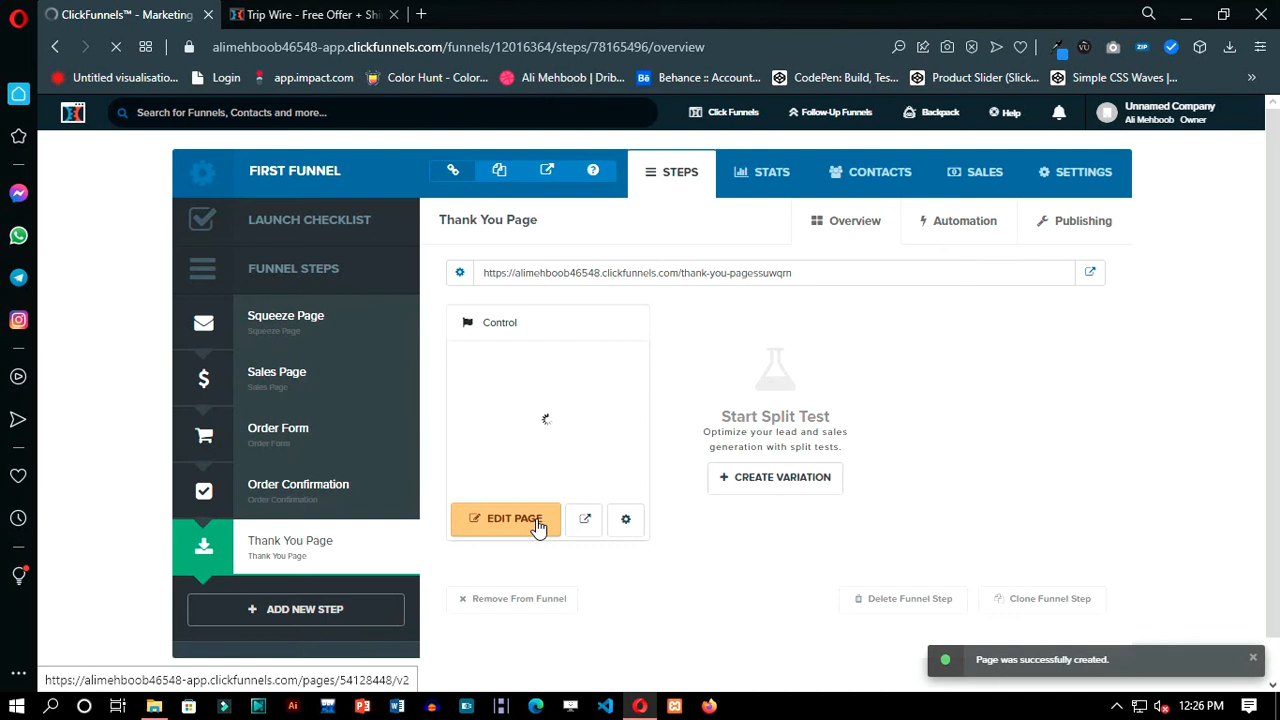 ClickFunnels™ - Marketing
Trip Wire - Free Offer + Shi
alimehboob46548-app.clickfunnels.com/funnels/12016364/steps/78165496/overview
Untitled visualisatio...
Login
app.impact.com
Color Hunt - Color...
Ali Mehboob | Drib...
Behance :: Account...
CodePen: Build, Tes...
Product Slider (Slick...
Simple CSS Waves |...
»
Search for Funnels, Contacts and more...
Click Funnels
Follow-Up Funnels
Backpack
Help
Unnamed Company
Ali Mehboob Owner
FIRST FUNNEL
STEPS
STATS
CONTACTS
SALES
SETTINGS
LAUNCH CHECKLIST
Thank You Page
Overview
Automation
Publishing
FUNNEL STEPS
https://alimehboob46548.clickfunnels.com/thank-you-pagessuwqrn
Squeeze Page
Squeeze Page
Control
Sales Page
Sales Page
Order Form
Order Form
Start Split Test
Optimize your lead and sales
generation with split tests.
CREATE VARIATION
Order Confirmation
Order Confirmation
EDIT PAGE
Thank You Page
Thank You Page
ADD NEW STEP
Remove From Funnel
Delete Funnel Step
Clone Funnel Step
Page was successfully created.
https://alimehboob46548-app.clickfunnels.com/pages/54128448/v2
12:26 PM